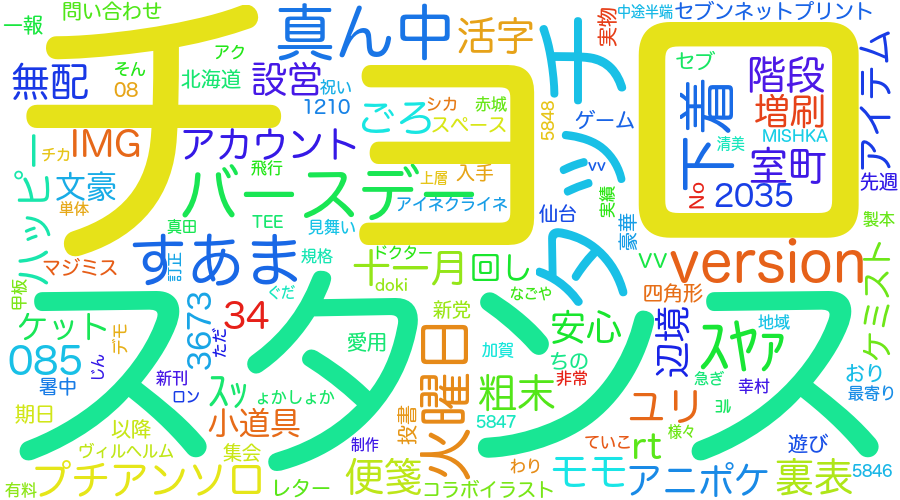 一報
問い合わせ
真ん中
活字
チョロ
タッチ
実物
中途半端
セブンネットプリント
無配
そん
08
アク
北海道
設営
祝い
1210
ごろ
シカ
赤城
スペース
5848
ゲーム
セブ
下着
階段
増刷
MISHKA
清美
室町
No
2035
アイテム
先週
チカ
IMG
アカウント
飛行
上層
入手
vv
文豪
単体
バースデー
アイネクライネ
仙台
実績
豪華
製本
ハッピー
真田
TEE
見舞い
マジミス
訂正
すあま
規格
ドクター
十一月
回し
doki
なごや
vv
version
四角形
甲板
スタンス
ケット
デモ
3673
34
ぐだ
ただ
新党
火曜日
加賀
安心
辺境
スヤァ
地域
ケミスト
085
暑中
じん
新刊
ロン
愛用
ちの
非常
急ぎ
幸村
おり
最寄り
スッ
ょかしょか
粗末
5847
ユリ
ヨル
期日
以降
小道具
投書
様々
ヴィルヘルム
集会
制作
ていこ
rt
遊び
有料
プチアンソロ
レター
便箋
コラボイラスト
わり
モモ
アニポケ
裏表
5846